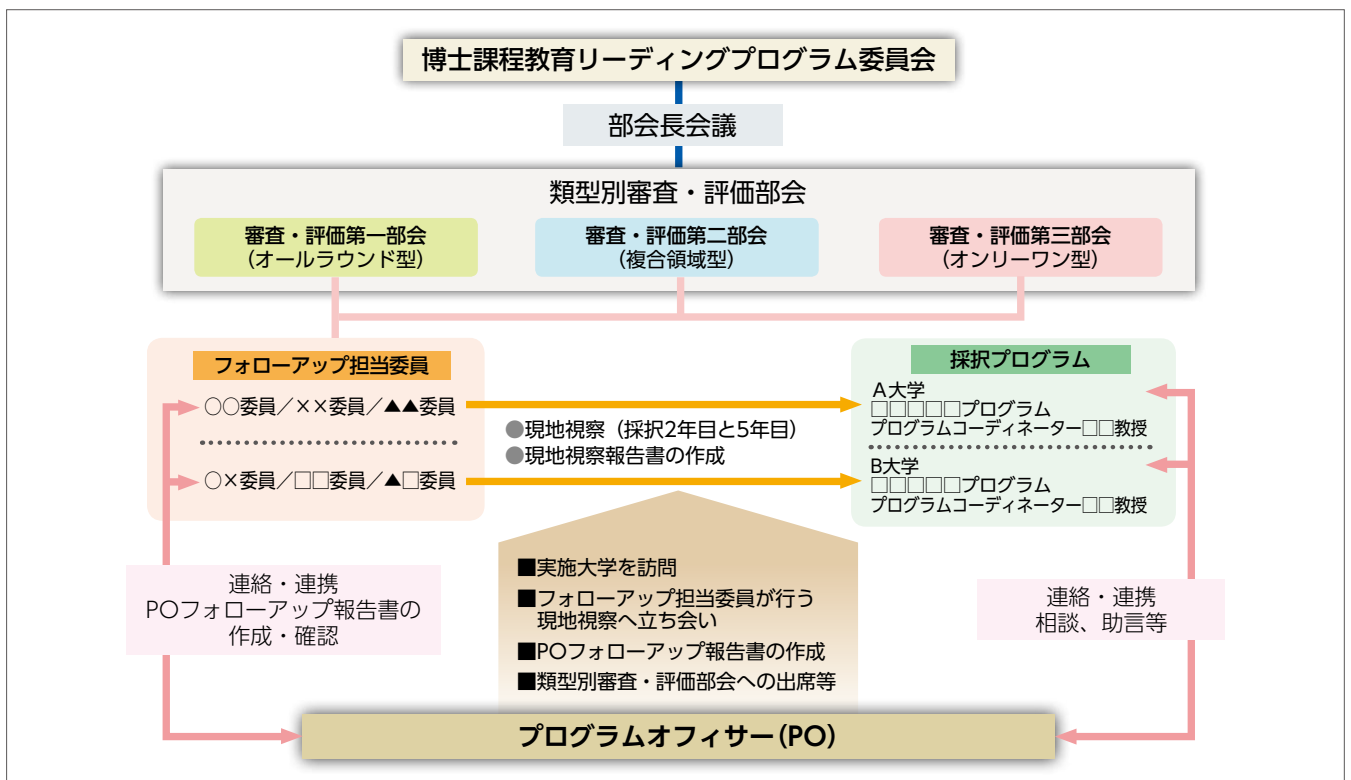 博士課程教育リーディングプログラム委員会
部会長会議
類型別審査・評価部会
審査・評価第一部会
(オールラウンド型)
審査・評価第二部会
(複合領域型)
審査・評価第三部会
(オンリーワン型)
フォローアップ担当委員
○○委員／××委員／▲▲委員
○×委員／□□委員／▲□委員
●現地視察（採択2年目と5年目）
●現地視察報告書の作成
採択プログラム
A大学
□□□□□プログラム
プログラムコーディネーター□□教授
B大学
□□□□□プログラム
プログラムコーディネーター□□教授
連絡・連携
POフォローアップ報告書の
作成・確認
■実施大学を訪問
■フォローアップ担当委員が行う
現地視察へ立ち会い
■POフォローアップ報告書の作成
■類型別審査・評価部会への出席等
連絡・連携
相談、助言等
プログラムオフィサー(PO)